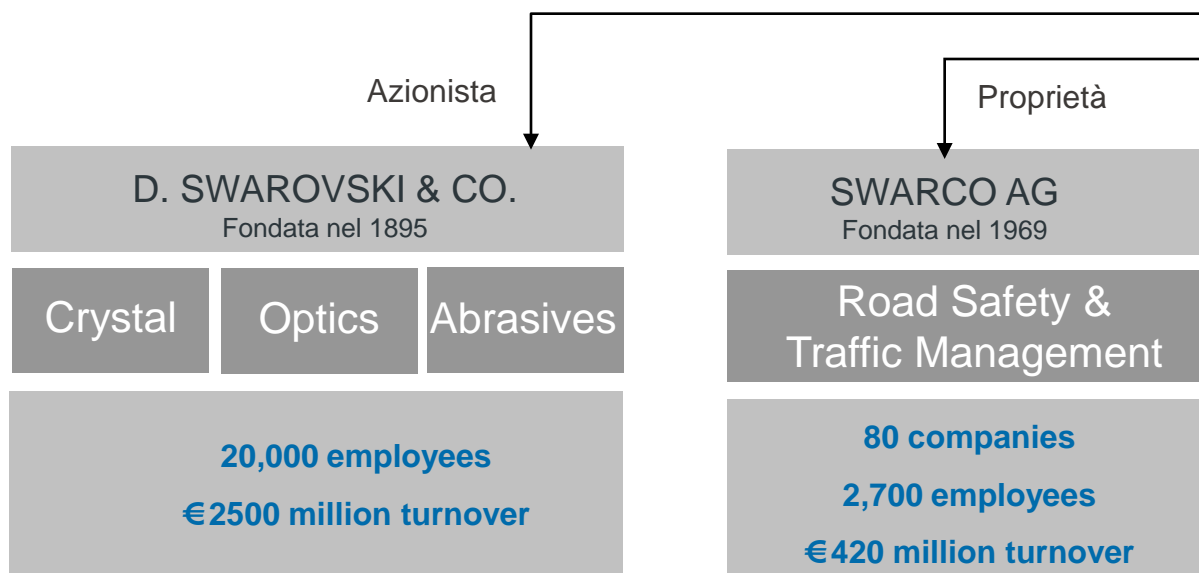 Azionista
Proprietà
D. SWAROVSKI & CO.
Fondata nel 1895
SWARCO AG
Fondata nel 1969
Crystal
Optics
Abrasives
Road Safety &
Traffic Management
20,000 employees
€2500 million turnover
80 companies
2,700 employees
€420 million turnover